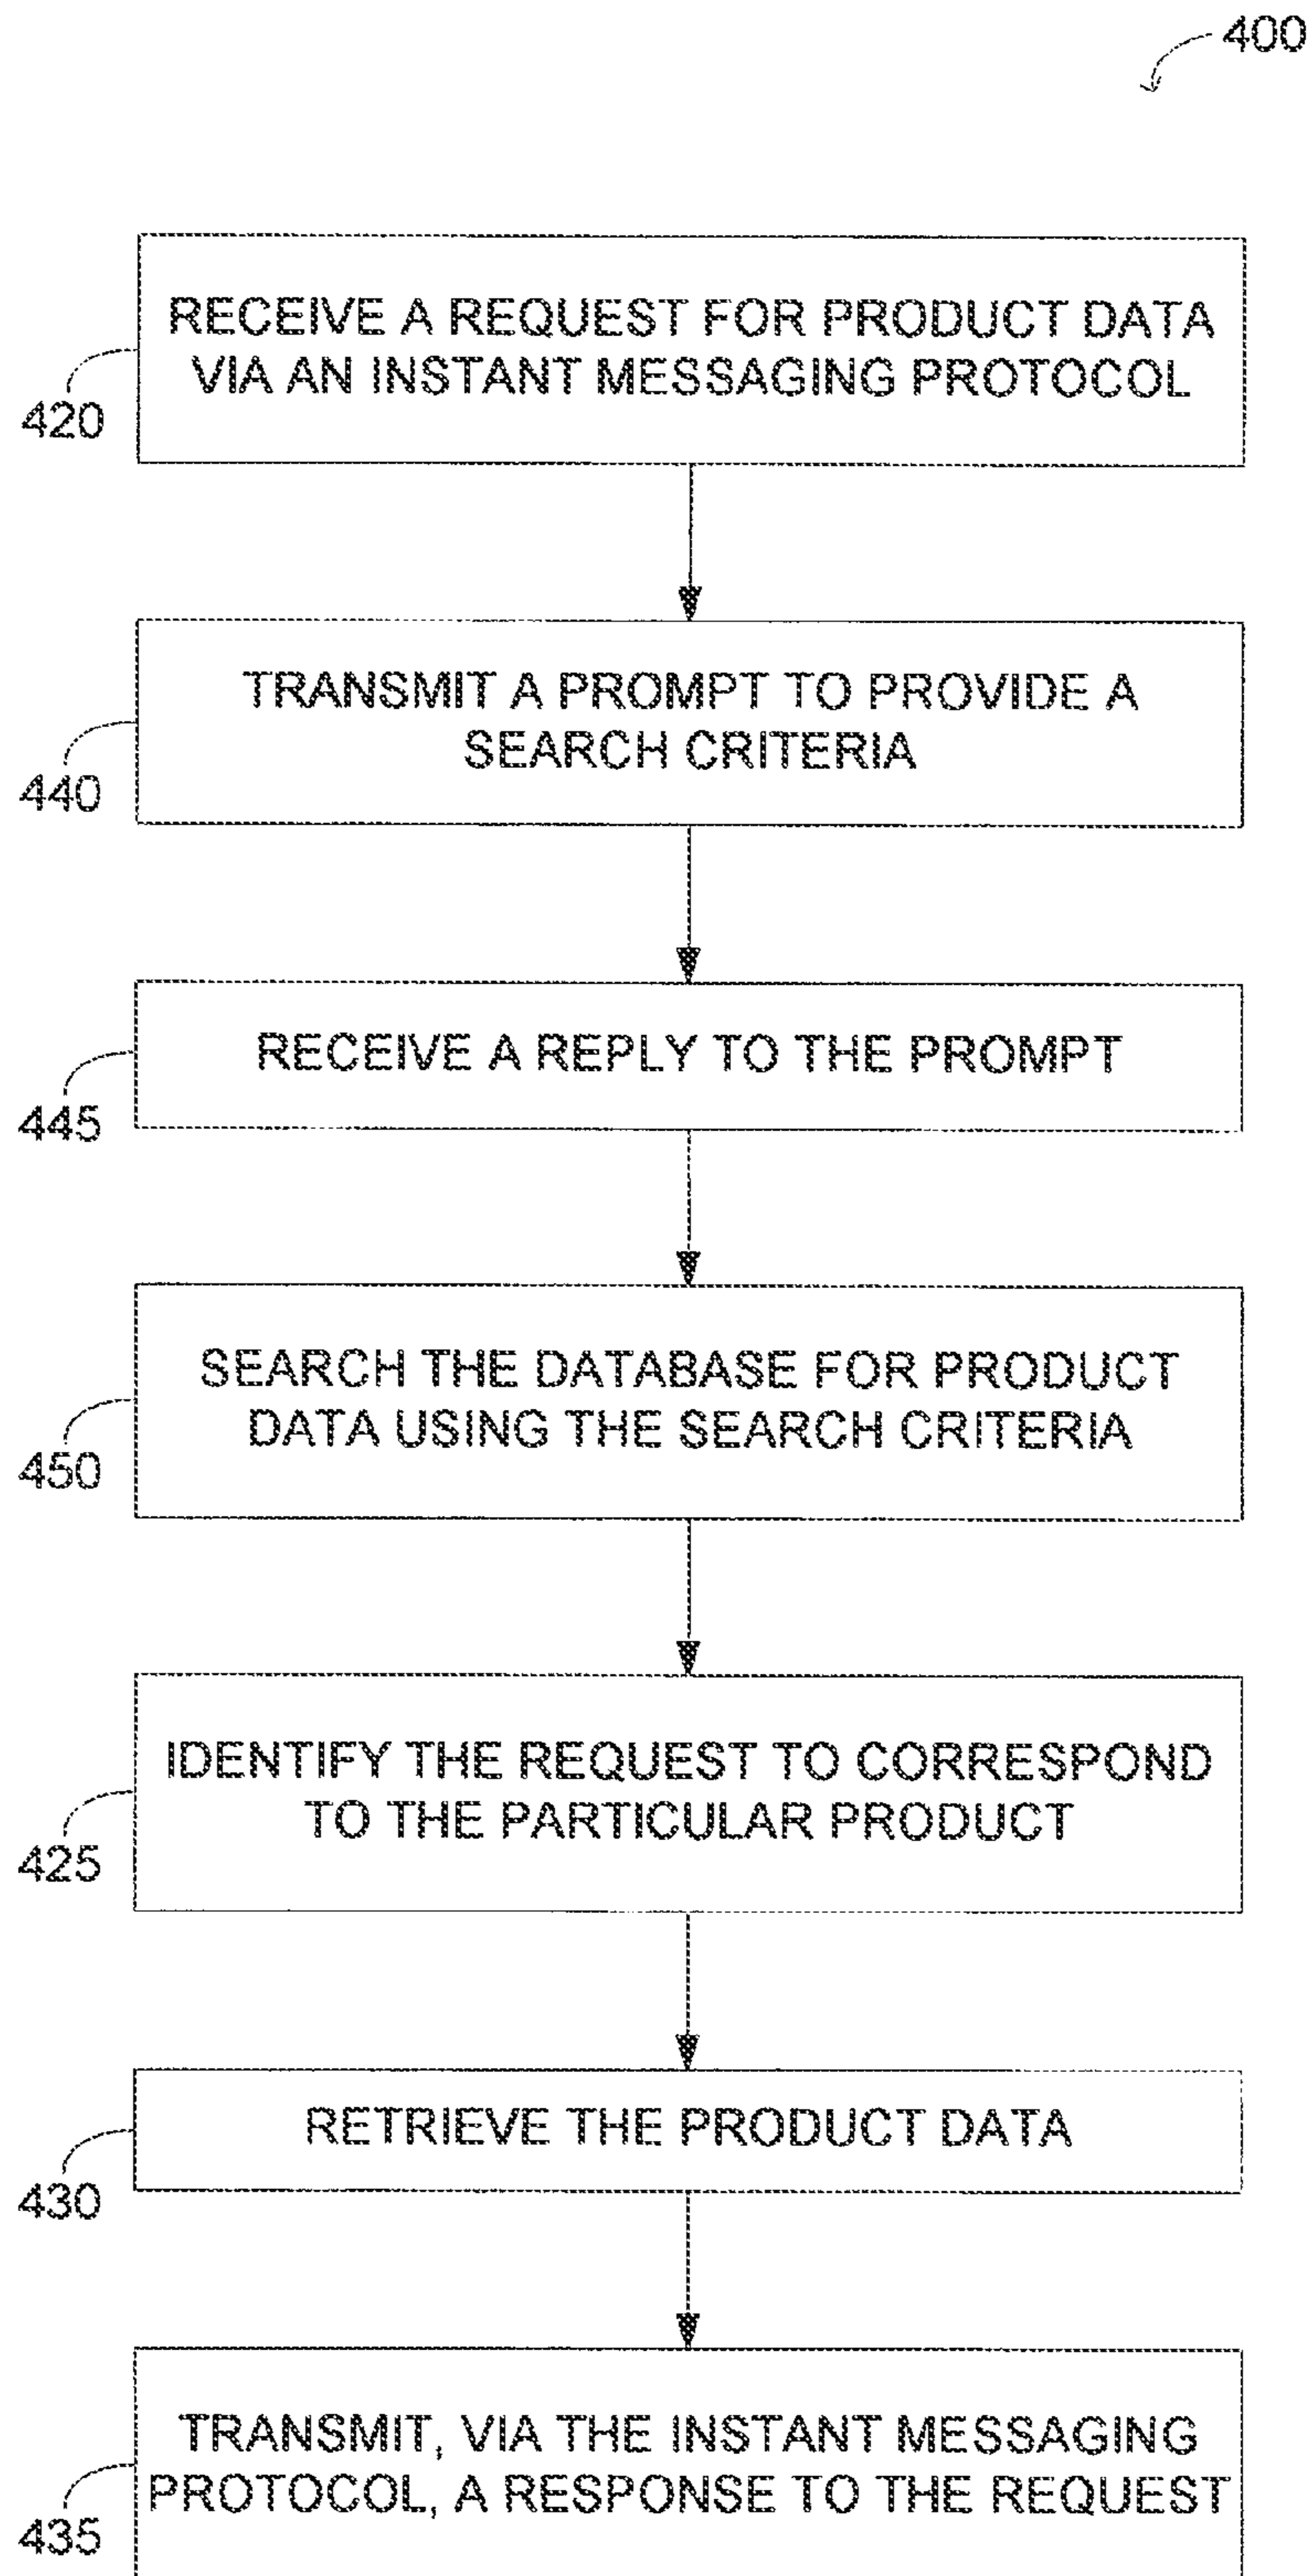 400
RECEIVE A REQUEST FOR PRODUCT DATA
VIA AN INSTANT MESSAGING PROTOCOL
420
TRANSMIT A PROMPT TO PROVIDE A
SEARCH CRITERIA
440
RECEIVE A REPLY TO THE PROMPT
445
SEARCH THE DATABASE FOR PRODUCT
DATA USING THE SEARCH CRITERIA
450
IDENTIFY THE REQUEST TO CORRESPOND
TO THE PARTICULAR PRODUCT
425
RETRIEVE THE PRODUCT DATA
430
TRANSMIT, VIA THE INSTANT MESSAGING
PROTOCOL, A RESPONSE TO THE REQUEST
435